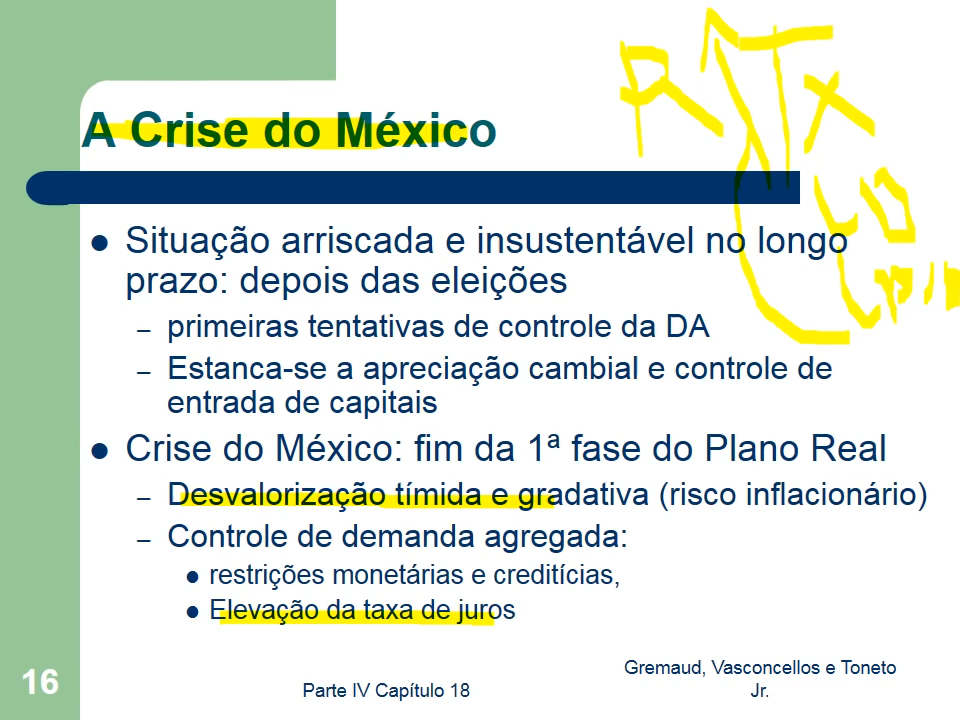 A Crise do México
● Situação arriscada e insustentável no longo
prazo: depois das eleições
– primeiras tentativas de controle da DA
– Estanca-se a apreciação cambial e controle de
entrada de capitais
● Crise do México: fim da 1ª fase do Plano Real
– Desvalorização tímida e gradativa (risco inflacionário)
– Controle de demanda agregada:
● restrições monetárias e creditícias,
● Elevação da taxa de juros
16
Parte IV Capítulo 18
Gremaud, Vasconcellos e Toneto
Jr.